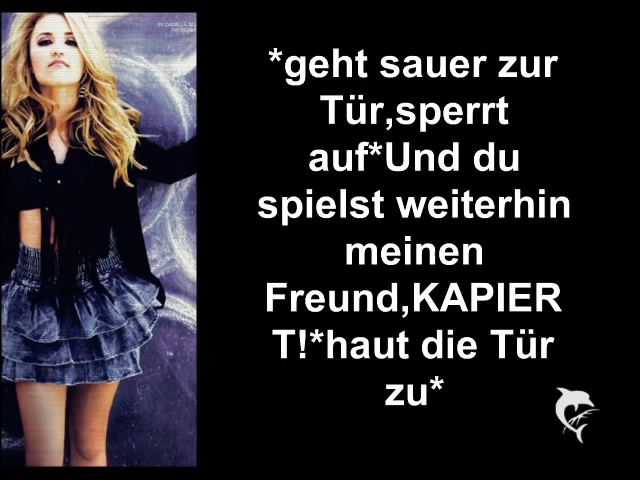 *geht sauer zur
Tür,sperrt
auf*Und du
spielst weiterhin
meinen
Freund,KAPIER
T!*haut die Tür
zu*